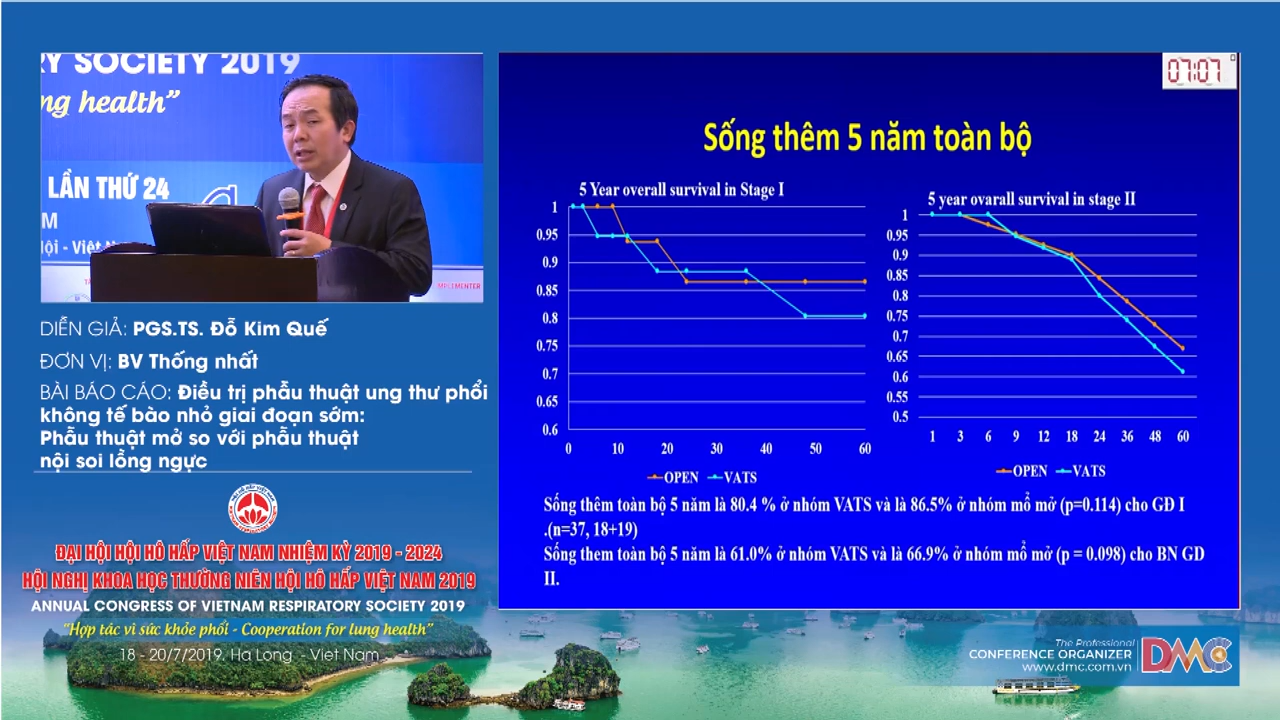 RY SOCIETY 2019
ng health”
LẦN THỨ 24
AM
MPLEMENTER
DIỄN GIẢ: PGS.TS. Đỗ Kim Quế
ĐƠN VỊ: BV Thống nhất
BÀI BÁO CÁO: Điều trị phẫu thuật ung thư phổi
không tế bào nhỏ giai đoạn sớm:
Phẫu thuật mở so với phẫu thuật
nội soi lồng ngực
ĐẠI HỘI HỘI HÔ HẤP VIỆT NAM NHIỆM KỲ 2019 - 2024
HỘI NGHỊ KHOA HỌC THƯỜNG NIÊN HỘI HÔ HẤP VIỆT NAM 2019
ANNUAL CONGRESS OF VIETNAM RESPIRATORY SOCIETY 2019
“Hợp tác vì sức khỏe phổi - Cooperation for lung health”
18 - 20/7/2019, Ha Long - Viet Nam
07:07
Sống thêm 5 năm toàn bộ
5 Year overall survival in Stage I
1
0.95
0.9
0.85
0.8
0.75
0.7
0.65
0.6
0 10 20 30 40 50 60
OPEN VATS
5 year ovarall survival in stage II
1
0.95
0.9
0.85
0.8
0.75
0.7
0.65
0.6
0.55
0.5
1 3 6 9 12 18 24 36 48 60
OPEN VATS
Sống thêm toàn bộ 5 năm là 80.4 % ở nhóm VATS và là 86.5% ở nhóm mổ mở (p=0.114) cho GĐ I
.(n=37, 18+19)
Sống them toàn bộ 5 năm là 61.0% ở nhóm VATS và là 66.9% ở nhóm mổ mở (p = 0.098) cho BN GD
II.
The Professional
CONFERENCE ORGANIZER
www.dmc.com.vn
DMC